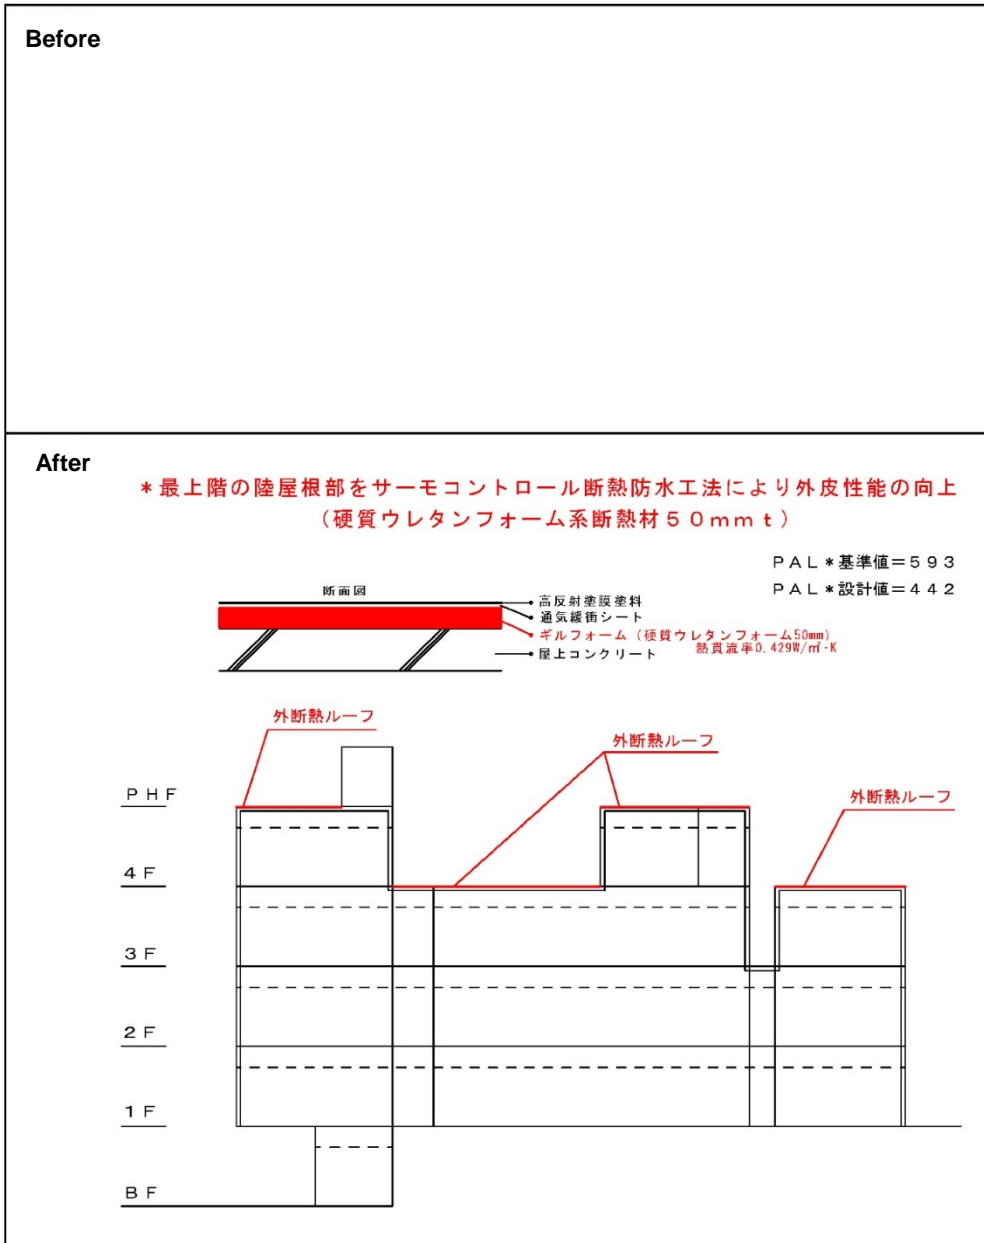 Before
After
*最上階の陸屋根部をサーモコントロール断熱防水工法により外皮性能の向上
(硬質ウレタンフォーム系断熱材50mmt)
PAL*基準値=593
PAL*設計値=442
断面図
高反射塗膜塗料
通気緩衝シート
ギルフォーム(硬質ウレタンフォーム50mm)
熱貫流率0.429W/㎡・K
屋上コンクリート
外断熱ルーフ
外断熱ルーフ
外断熱ルーフ
PHF
4F
3F
2F
1F
BF